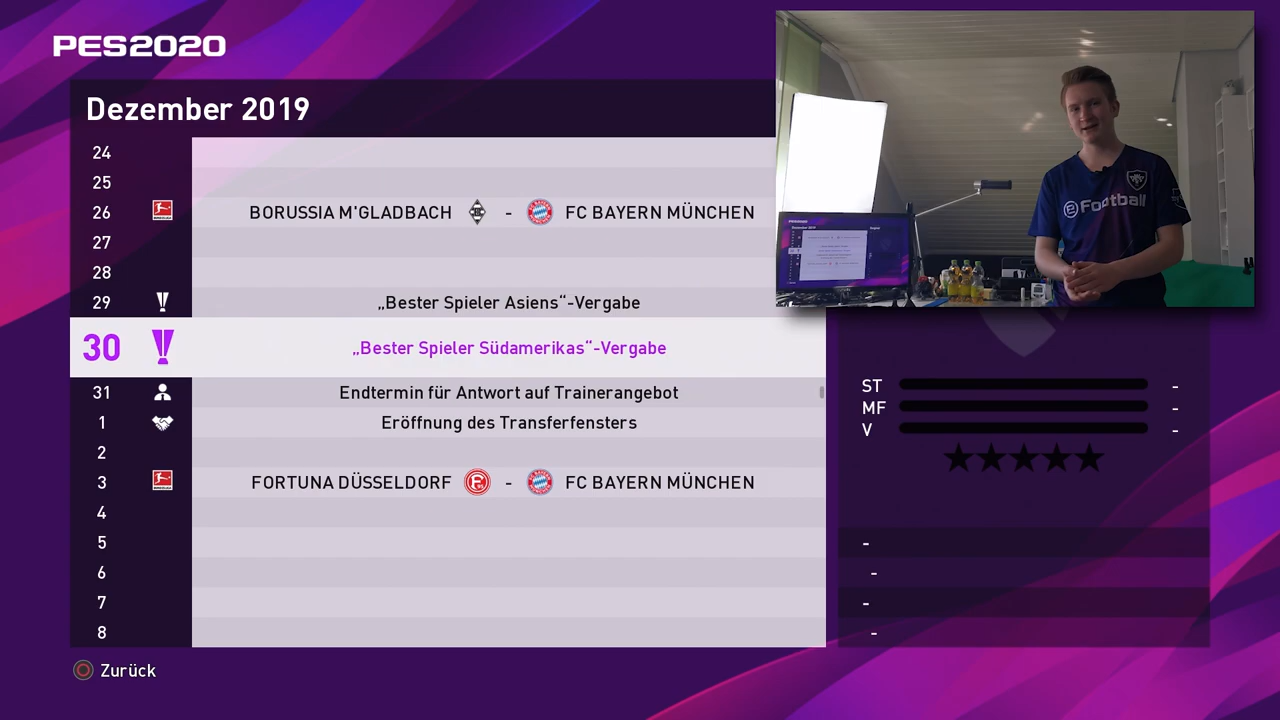 PES2020
Dezember 2019
24
25
26 BORUSSIA M'GLADBACH - FC BAYERN MÜNCHEN
27
28
29 „Bester Spieler Asiens“-Vergabe
30 „Bester Spieler Südamerikas“-Vergabe
31 Endtermin für Antwort auf Trainerangebot
1 Eröffnung des Transferfensters
2
3 FORTUNA DÜSSELDORF - FC BAYERN MÜNCHEN
4
5
6
7
8
Zurück
eFootball
ST -
MF -
V -
-
-
-
-